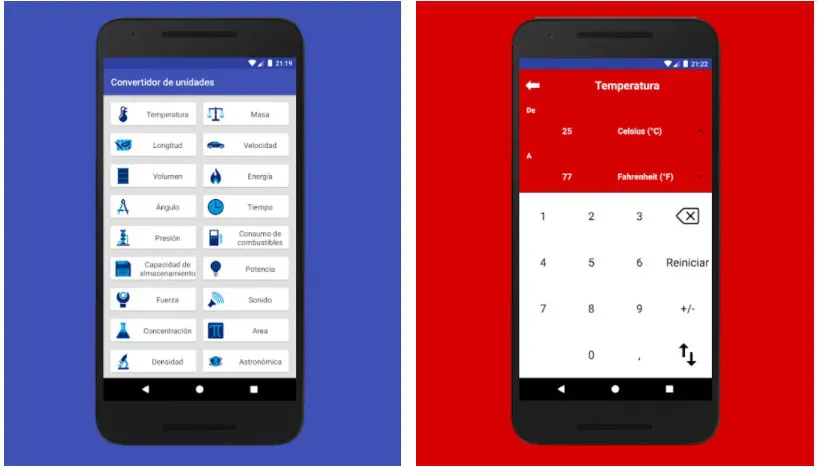 21:19
Convertidor de unidades
Temperatura
Masa
Longitud
Velocidad
Volumen
Energía
Ángulo
Tiempo
Presión
Consumo de
combustibles
Capacidad de
almacenamiento
Potencia
Fuerza
Sonido
Concentración
Area
Densidad
Astronómica
21:22
Temperatura
De
25 Celsius (°C)
A
77 Fahrenheit (°F)
1 2 3
4 5 6 Reiniciar
7 8 9 +/-
0 ,